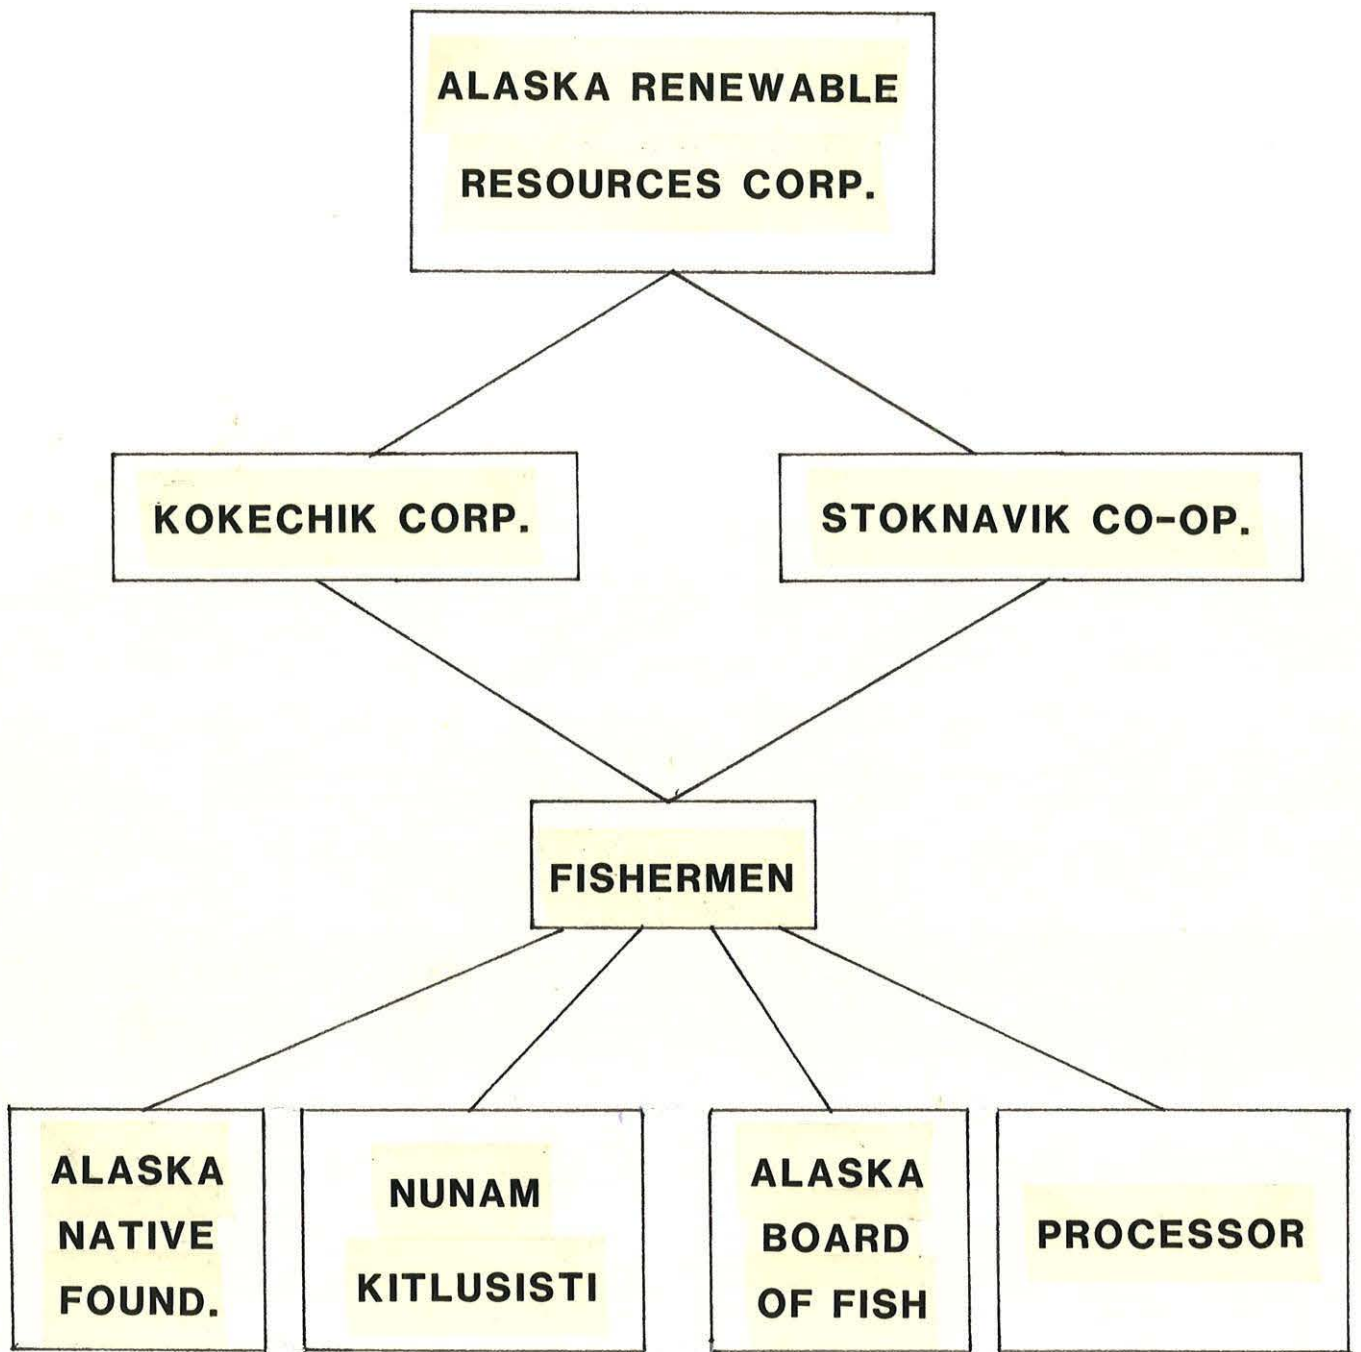 ALASKA RENEWABLE
RESOURCES CORP.
KOKECHIK CORP.
STOKNAVIK CO-OP.
FISHERMEN
ALASKA
NATIVE
FOUND.
NUNAM
KITLUSISTI
ALASKA
BOARD
OF FISH
PROCESSOR